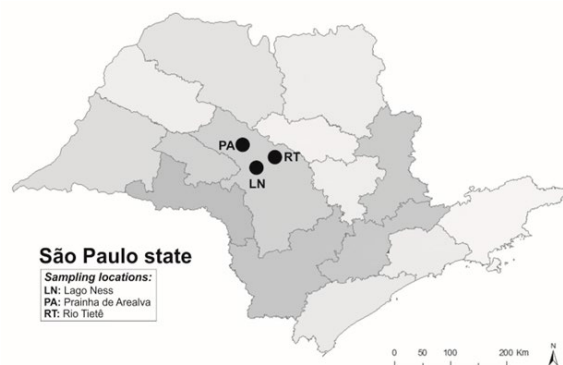 PA
RT
LN
São Paulo state
Sampling locations:
LN: Lago Ness
PA: Prainha de Arealva
RT: Rio Tietê
0 50 100 200 Km
N